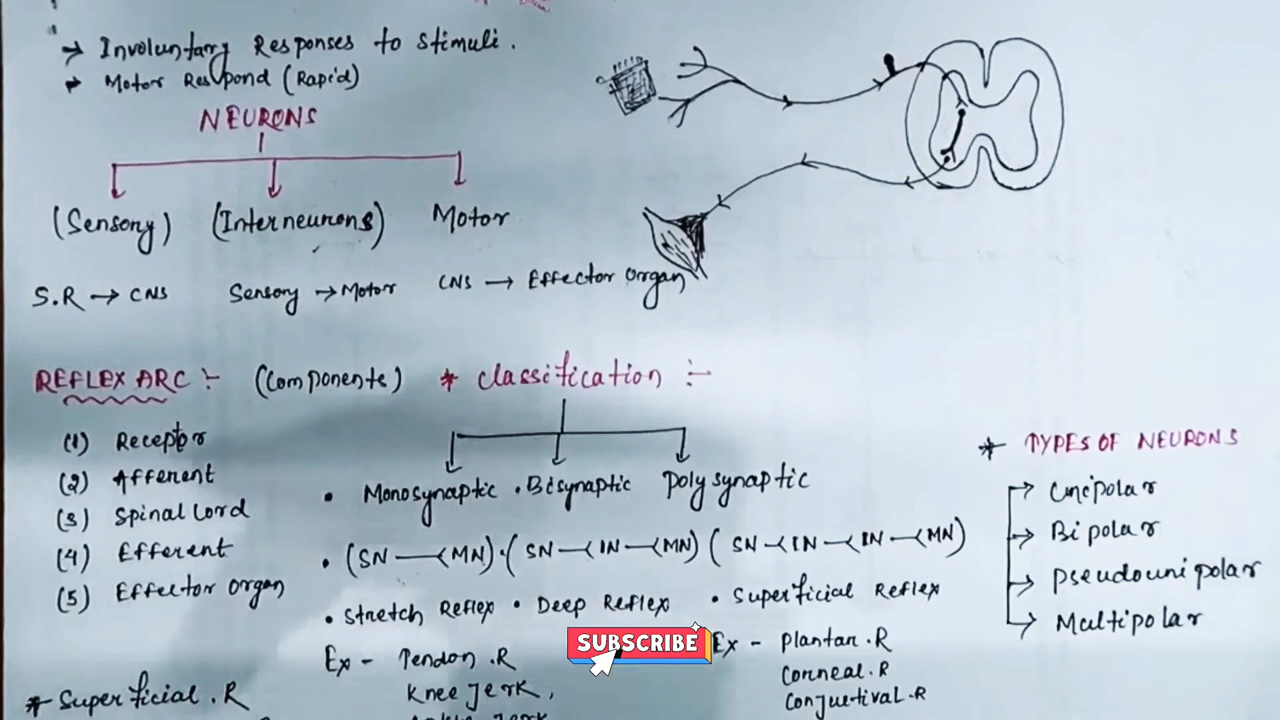 → Involuntary Responses to stimuli.
→ Motor Respond (Rapid)
NEURONS
(Sensory) (Interneurons) Motor
S.R → CNS Sensory → Motor CNS → Effector Organ
REFLEX ARC :- (Components)
(1) Receptor
(2) Afferent
(3) Spinal Cord
(4) Efferent
(5) Effector Organ
* Superficial .R
* Classification :-
• Monosynaptic • Bisynaptic Polysynaptic
• (SN —< MN) • (SN —< IN —< MN) (SN —< IN —< IN —< MN)
• Stretch Reflex • Deep Reflex • Superficial Reflex
Ex - Tendon .R
Knee Jerk,
SUBSCRIBE
Ex - Plantar .R
Corneal .R
Conjuctival .R
* TYPES OF NEURONS
→ Unipolar
→ Bipolar
→ Pseudounipolar
→ Multipolar